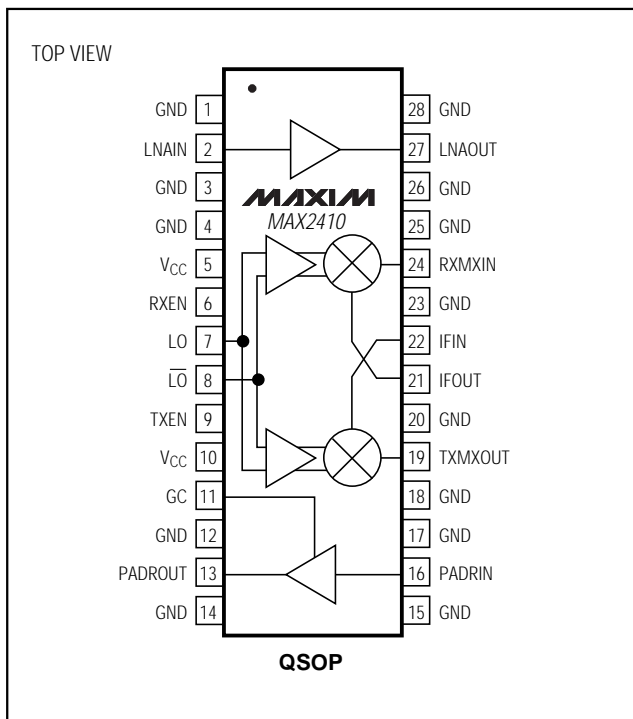 TOP VIEW
GND 1
LNAIN 2
GND 3
GND 4
VCC 5
RXEN 6
LO 7
L̅O̅ 8
TXEN 9
VCC 10
GC 11
GND 12
PADROUT 13
GND 14
MAXIM
MAX2410
28 GND
27 LNAOUT
26 GND
25 GND
24 RXMXIN
23 GND
22 IFIN
21 IFOUT
20 GND
19 TXMXOUT
18 GND
17 GND
16 PADRIN
15 GND
QSOP